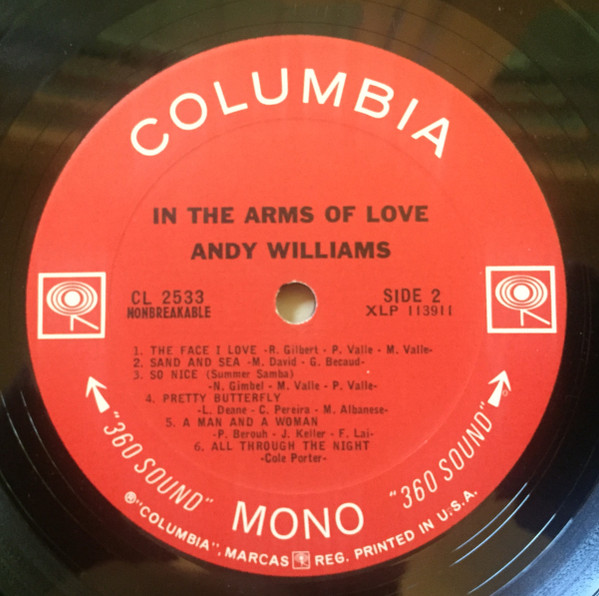 COLUMBIA
IN THE ARMS OF LOVE
ANDY WILLIAMS
CL 2533
NONBREAKABLE
SIDE 2
XLP 113911
1. THE FACE I LOVE -R. Gilbert - P. Valle - M. Valle-
2. SAND AND SEA -M. David - G. Becaud-
3. SO NICE (Summer Samba)
-N. Gimbel - M. Valle - P. Valle-
4. PRETTY BUTTERFLY
-L. Deane - C. Pereira - M. Albanese-
5. A MAN AND A WOMAN
-P. Berouh - J. Keller - F. Lai-
6. ALL THROUGH THE NIGHT
-Cole Porter-
"360 SOUND"
MONO
"360 SOUND"
®"COLUMBIA", MARCAS REG. PRINTED IN U.S.A.